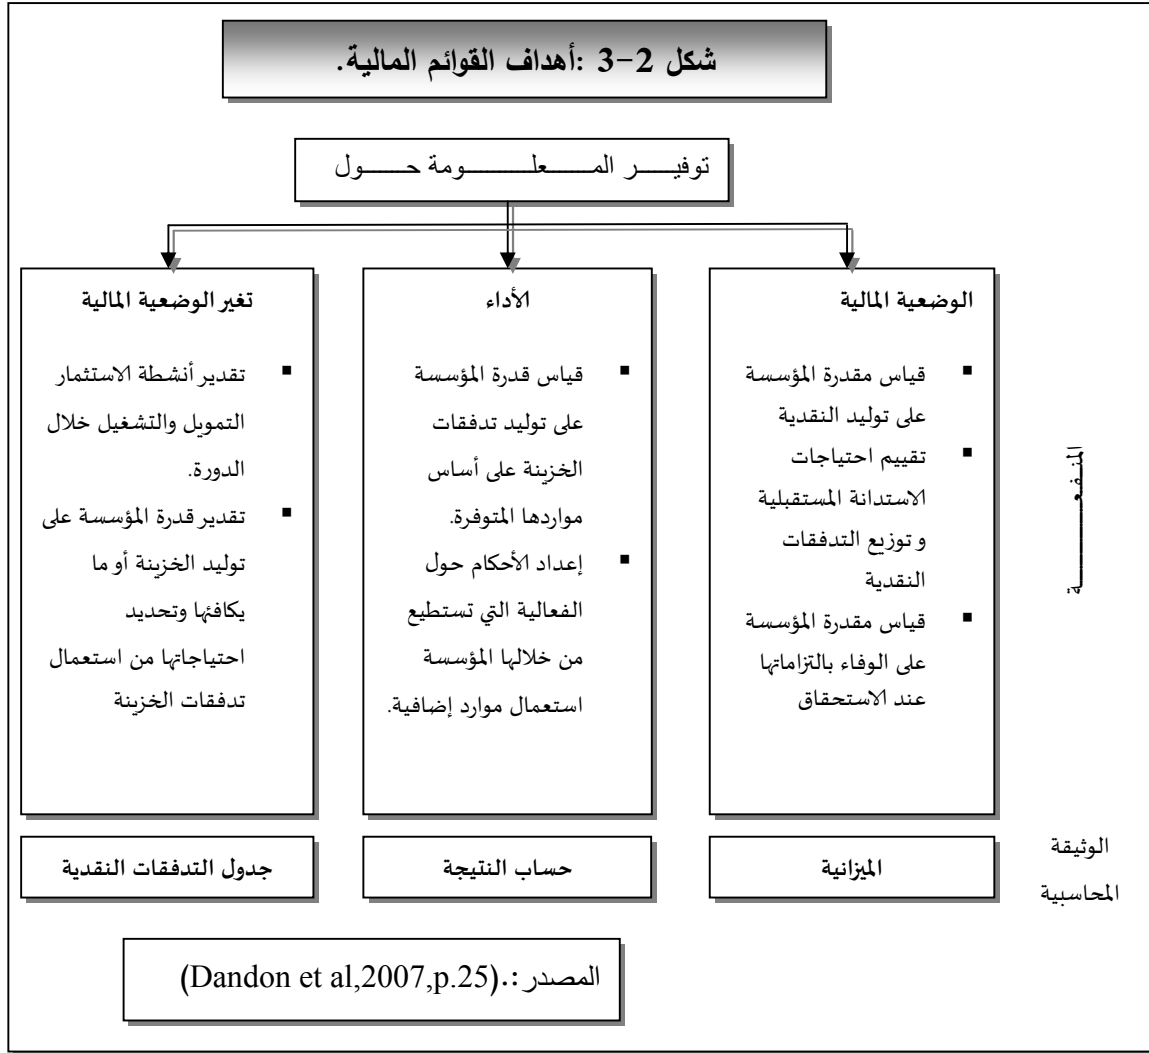 شكل 2-3 :أهداف القوائم المالية.
توفيـــــر المـــــعلـــــــــومة حـــــــول
الوضعية المالية
▪ قياس مقدرة المؤسسة
على توليد النقدية
▪ تقييم احتياجات
الاستدانة المستقبلية
و توزيع التدفقات
النقدية
▪ قياس مقدرة المؤسسة
على الوفاء بالتزاماتها
عند الاستحقاق
الأداء
▪ قياس قدرة المؤسسة
على توليد تدفقات
الخزينة على أساس
مواردها المتوفرة.
▪ إعداد الأحكام حول
الفعالية التي تستطيع
من خلالها المؤسسة
استعمال موارد إضافية.
تغير الوضعية المالية
▪ تقدير أنشطة الاستثمار
التمويل والتشغيل خلال
الدورة.
▪ تقدير قدرة المؤسسة على
توليد الخزينة أو ما
يكافئها وتحديد
احتياجاتها من استعمال
تدفقات الخزينة
المنـفـعـــــــــة
الوثيقة
المحاسبية
الميزانية
حساب النتيجة
جدول التدفقات النقدية
المصدر :.(Dandon et al,2007,p.25)